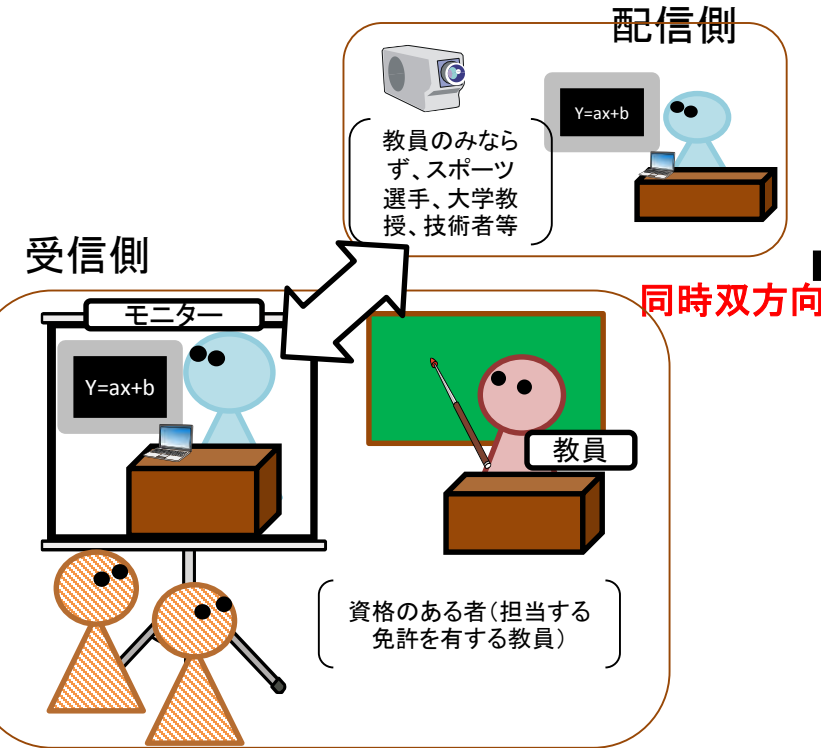 配信側
Y=ax+b
教員のみなら
ず、スポーツ
選手、大学教
授、技術者等
受信側
同時双方向
モニター
Y=ax+b
教員
資格のある者（担当する
免許を有する教員）